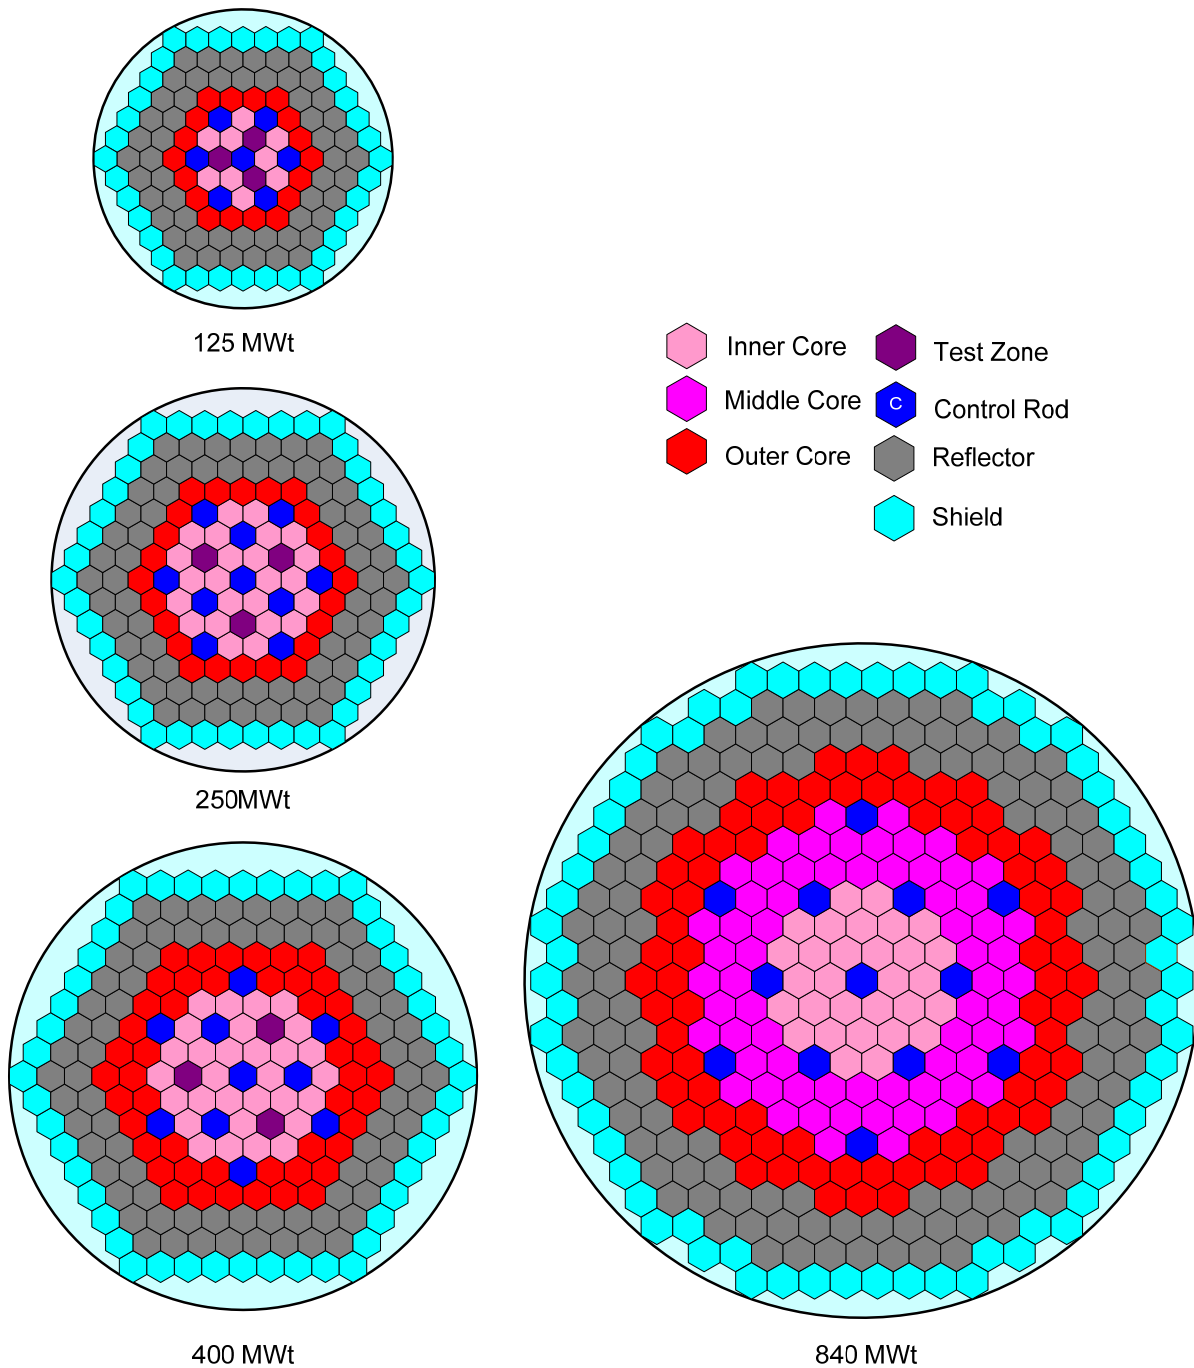 125 MWt
Inner Core
Test Zone
Middle Core
C
Control Rod
Outer Core
Reflector
Shield
250MWt
400 MWt
840 MWt